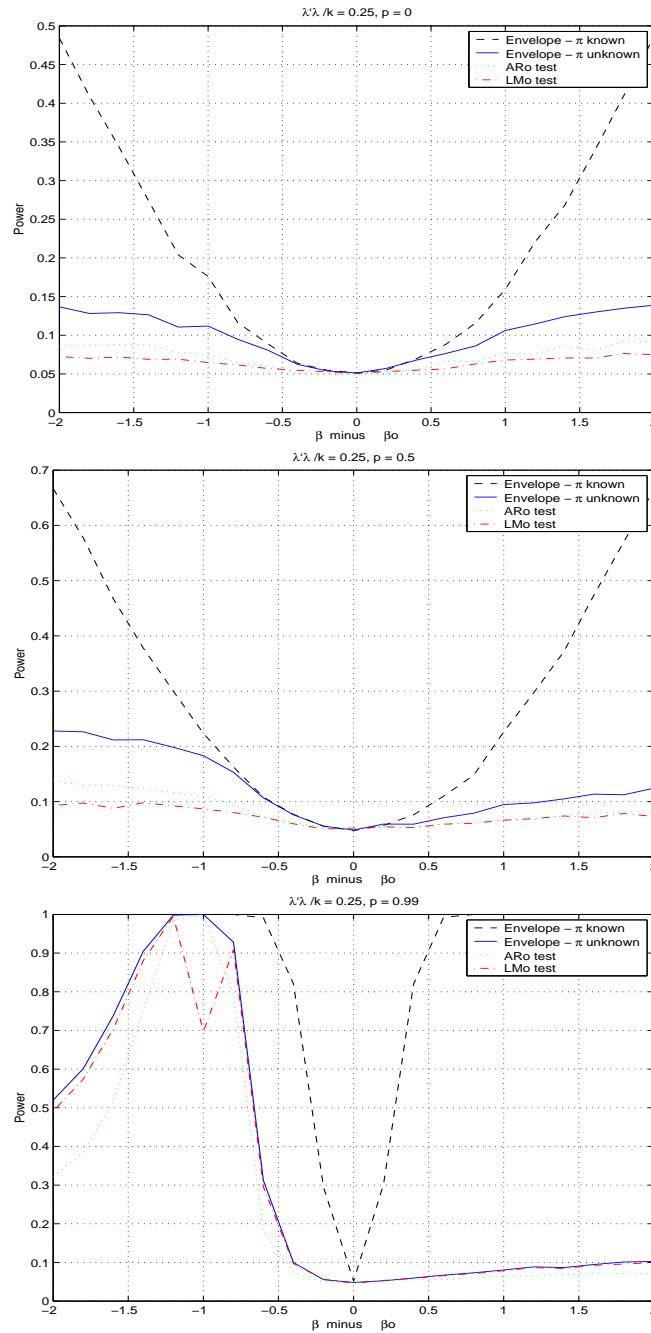 λ'λ /k = 0.25, p = 0
0.5
0.45
0.4
0.35
0.3
0.25
0.2
0.15
0.1
0.05
0
Power
Envelope − π known
Envelope − π unknown
ARo test
LMo test
−2 −1.5 −1 −0.5 0 0.5 1 1.5 2
β minus βo
λ'λ /k = 0.25, p = 0.5
0.7
0.6
0.5
0.4
0.3
0.2
0.1
0
Power
Envelope − π known
Envelope − π unknown
ARo test
LMo test
−2 −1.5 −1 −0.5 0 0.5 1 1.5 2
β minus βo
λ'λ /k = 0.25, p = 0.99
1
0.9
0.8
0.7
0.6
0.5
0.4
0.3
0.2
0.1
0
Power
Envelope − π known
Envelope − π unknown
ARo test
LMo test
−2 −1.5 −1 −0.5 0 0.5 1 1.5 2
β minus βo